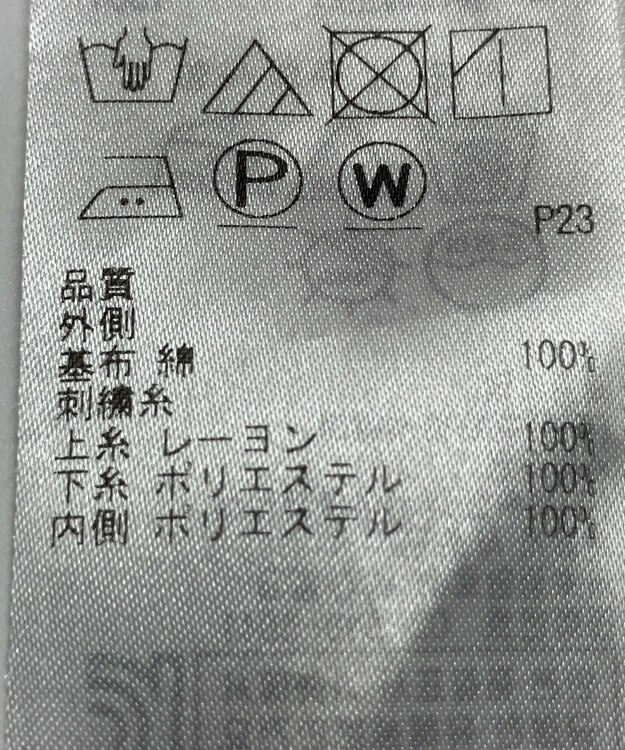 P W
P23
品質
外側
基布 綿 100%
刺繍糸
上糸 レーヨン 100%
下糸 ポリエステル 100%
内側 ポリエステル 100%